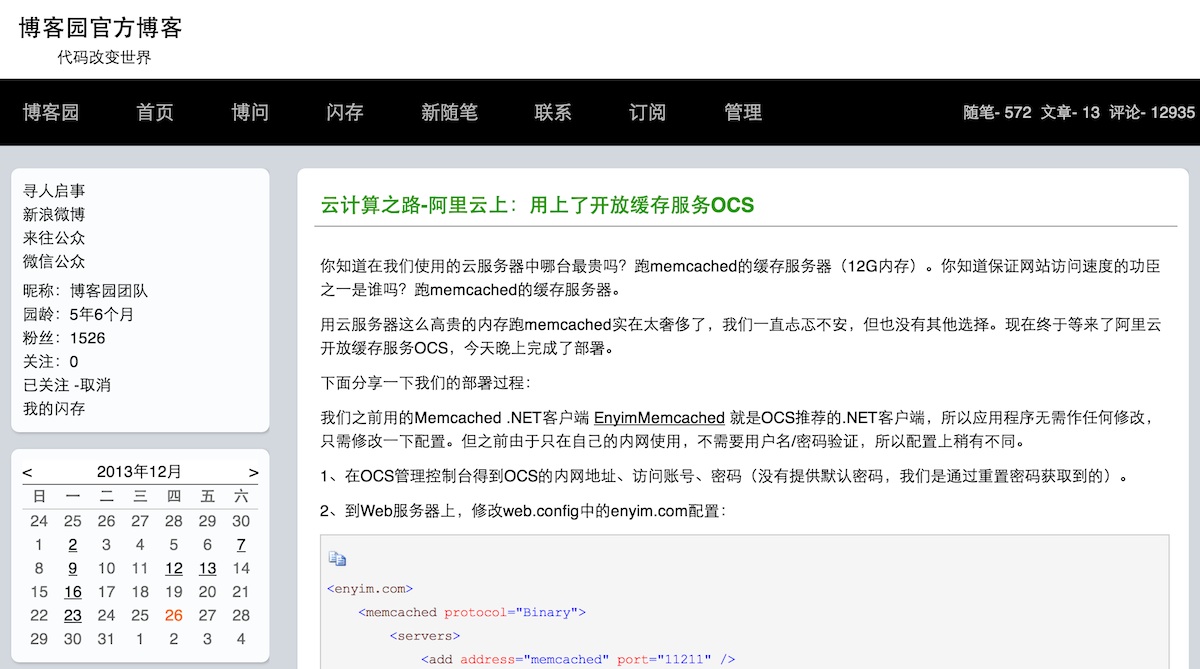 博客园官方博客
代码改变世界
博客园 首页 博问 闪存 新随笔 联系 订阅 管理 随笔- 572 文章- 13 评论- 12935
寻人启事
新浪微博
来往公众
微信公众
昵称：博客园团队
园龄：5年6个月
粉丝：1526
关注：0
已关注 -取消
我的闪存
< 2013年12月 >
日 一 二 三 四 五 六
24 25 26 27 28 29 30
1 2 3 4 5 6 7
8 9 10 11 12 13 14
15 16 17 18 19 20 21
22 23 24 25 26 27 28
29 30 31 1 2 3 4
云计算之路-阿里云上：用上了开放缓存服务OCS
你知道在我们使用的云服务器中哪台最贵吗？跑memcached的缓存服务器（12G内存）。你知道保证网站访问速度的功臣
之一是谁吗？跑memcached的缓存服务器。
用云服务器这么高贵的内存跑memcached实在太奢侈了，我们一直忐忑不安，但也没有其他选择。现在终于等来了阿里云
开放缓存服务OCS，今天晚上完成了部署。
下面分享一下我们的部署过程：
我们之前用的Memcached .NET客户端 EnyimMemcached 就是OCS推荐的.NET客户端，所以应用程序无需作任何修改，
只需修改一下配置。但之前由于只在自己的内网使用，不需要用户名/密码验证，所以配置上稍有不同。
1、在OCS管理控制台得到OCS的内网地址、访问账号、密码（没有提供默认密码，我们是通过重置密码获取到的）。
2、到Web服务器上，修改web.config中的enyim.com配置：
<enyim.com>
<memcached protocol="Binary">
<servers>
<add address="memcached" port="11211" />